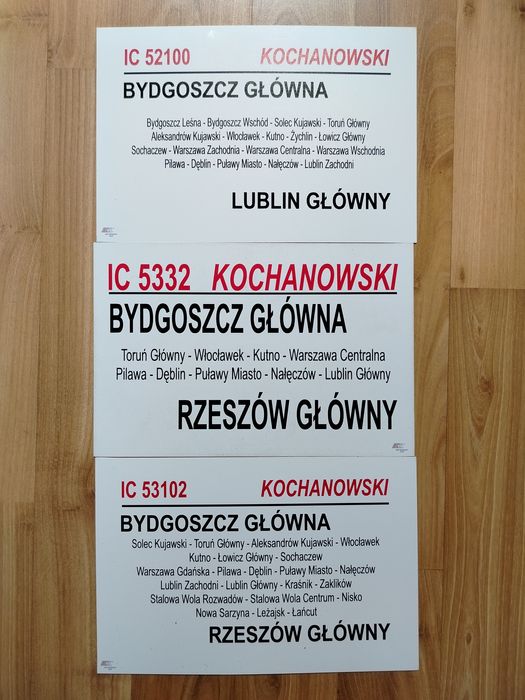 IC 52100 KOCHANOWSKI
BYDGOSZCZ GŁÓWNA
Bydgoszcz Leśna - Bydgoszcz Wschód - Solec Kujawski - Toruń Główny
Aleksandrów Kujawski - Włocławek - Kutno - Żychlin - Łowicz Główny
Sochaczew - Warszawa Zachodnia - Warszawa Centralna - Warszawa Wschodnia
Pilawa - Dęblin - Puławy Miasto - Nałęczów - Lublin Zachodni
LUBLIN GŁÓWNY
IC 5332 KOCHANOWSKI
BYDGOSZCZ GŁÓWNA
Toruń Główny - Włocławek - Kutno - Warszawa Centralna
Pilawa - Dęblin - Puławy Miasto - Nałęczów - Lublin Główny
RZESZÓW GŁÓWNY
IC 53102 KOCHANOWSKI
BYDGOSZCZ GŁÓWNA
Solec Kujawski - Toruń Główny - Aleksandrów Kujawski - Włocławek
Kutno - Łowicz Główny - Sochaczew
Warszawa Gdańska - Pilawa - Dęblin - Puławy Miasto - Nałęczów
Lublin Zachodni - Lublin Główny - Kraśnik - Zaklików
Stalowa Wola Rozwadów - Stalowa Wola Centrum - Nisko
Nowa Sarzyna - Leżajsk - Łańcut
RZESZÓW GŁÓWNY